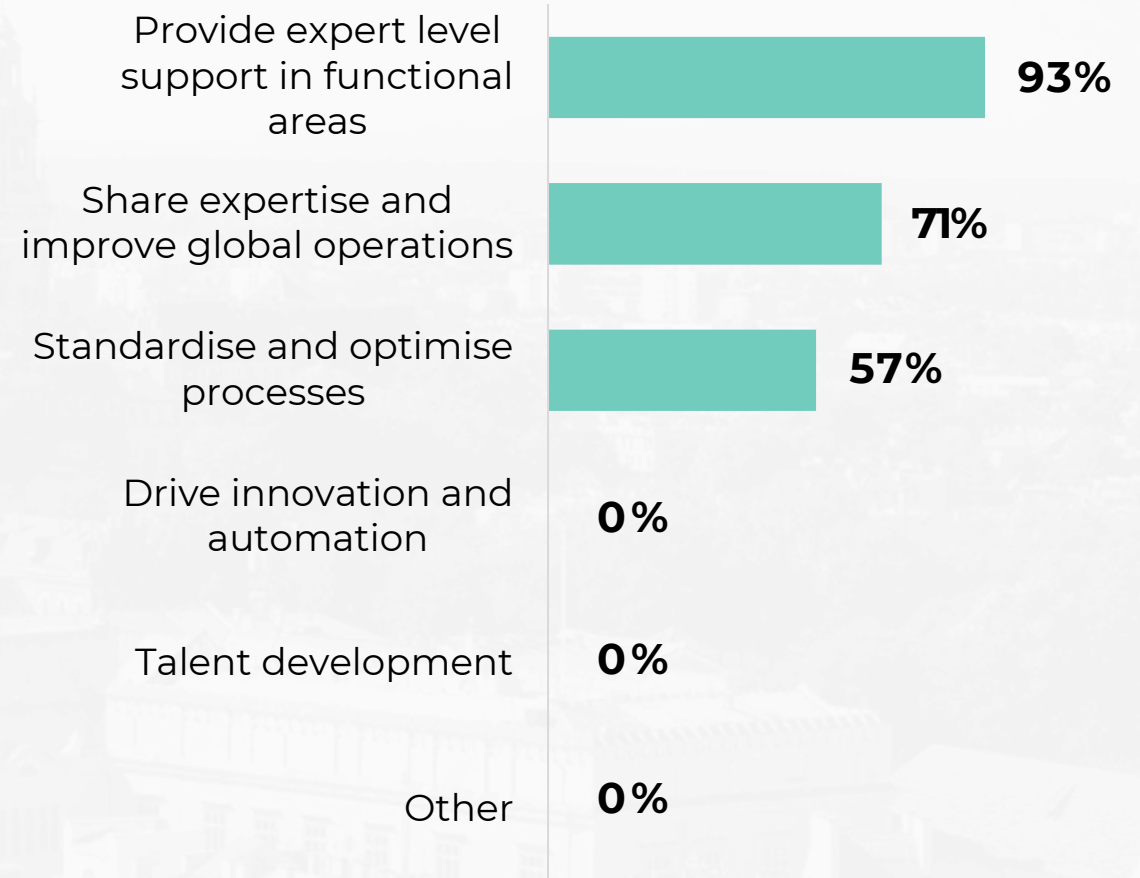 Provide expert level
support in functional
areas
93%
Share expertise and
improve global operations
71%
Standardise and optimise
processes
57%
Drive innovation and
automation
0%
Talent development
0%
Other
0%